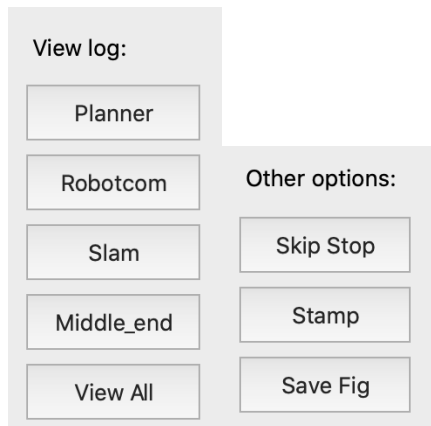 View log:
Planner
Robotcom
Slam
Middle_end
View All
Other options:
Skip Stop
Stamp
Save Fig